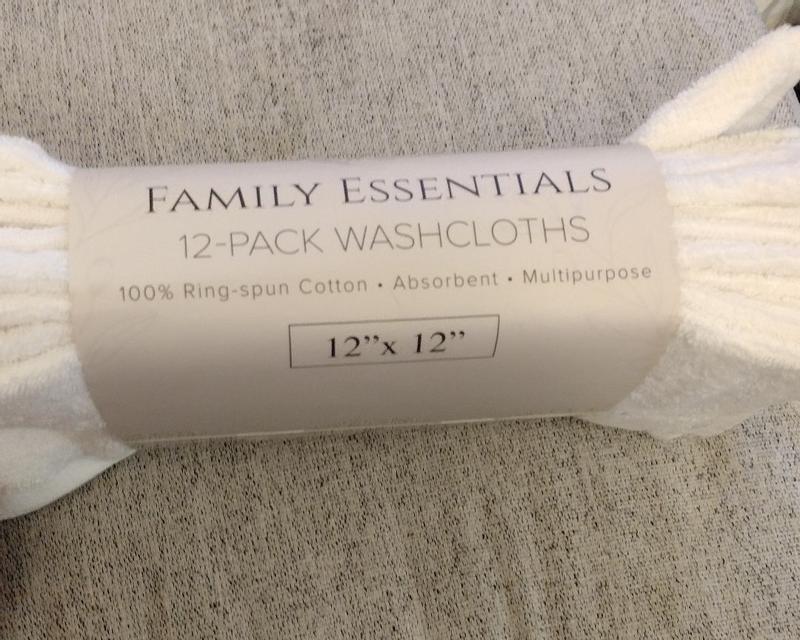 FAMILY ESSENTIALS
12-PACK WASHCLOTHS
100% Ring-spun Cotton • Absorbent • Multipurpose
12”x 12”